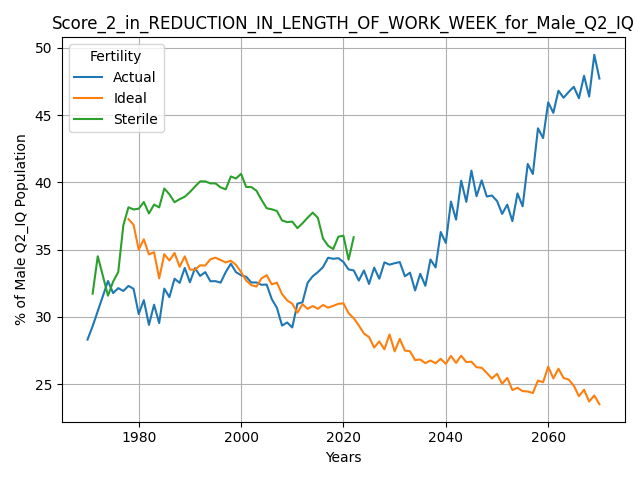 Score_2_in_REDUCTION_IN_LENGTH_OF_WORK_WEEK_for_Male_Q2_IQ
Fertility
Actual
Ideal
Sterile
% of Male Q2_IQ Population
50
45
40
35
30
25
1980
2000
2020
2040
2060
Years